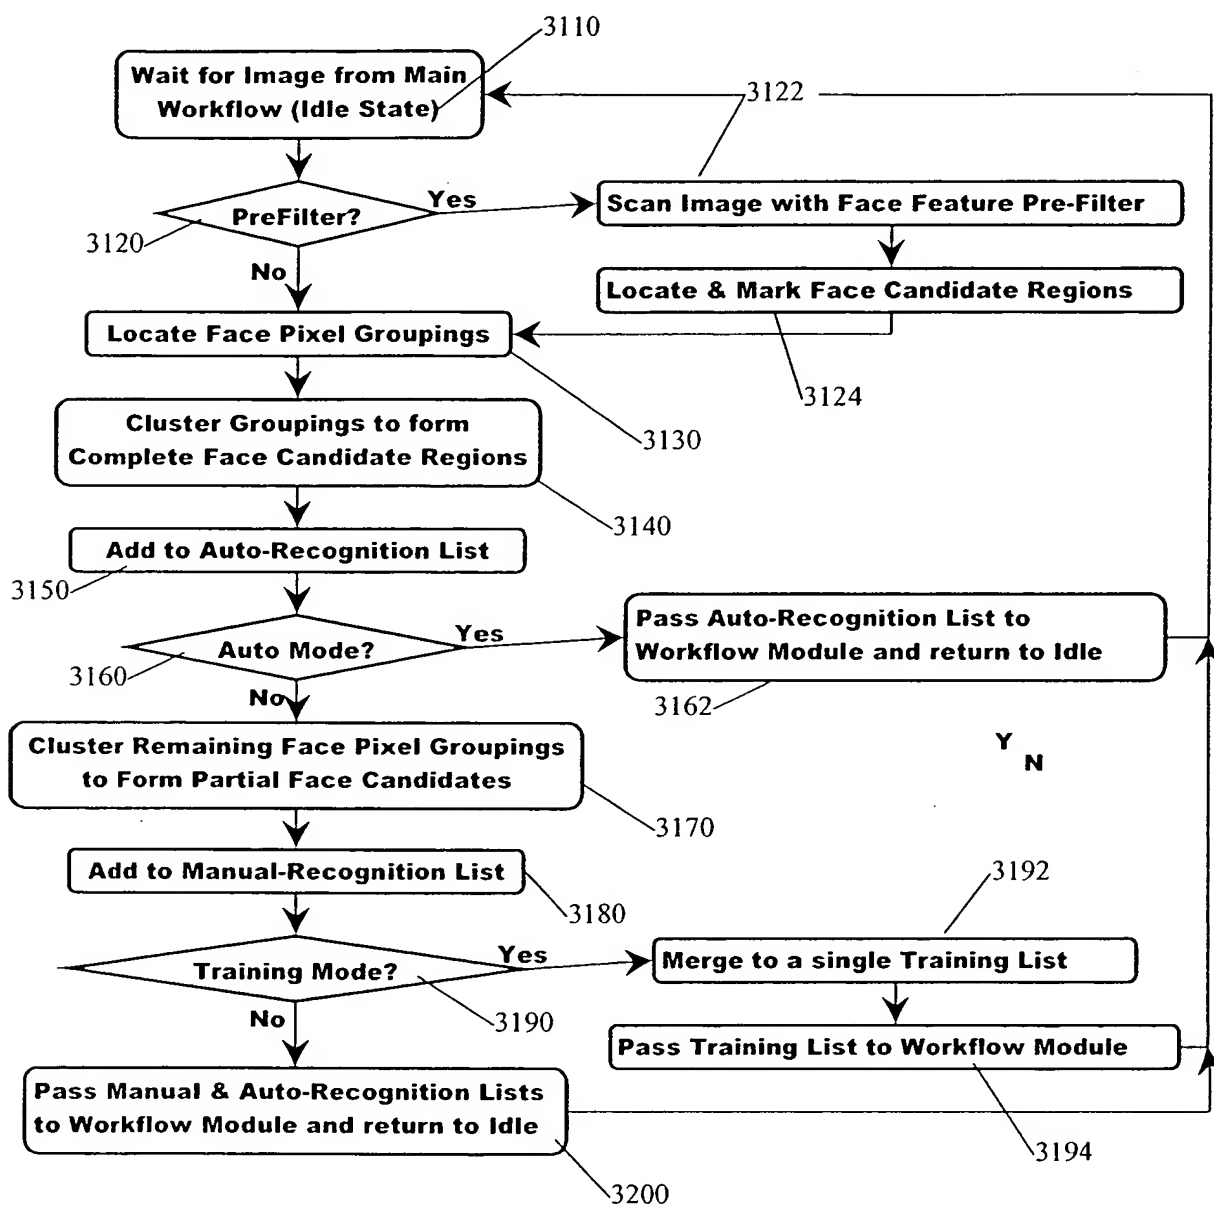 3110
Wait for Image from Main
Workflow (Idle State)
3122
PreFilter?
Yes
Scan Image with Face Feature Pre-Filter
3120
No
Locate & Mark Face Candidate Regions
Locate Face Pixel Groupings
3124
3130
Cluster Groupings to form
Complete Face Candidate Regions
3140
Add to Auto-Recognition List
3150
Auto Mode?
Yes
Pass Auto-Recognition List to
Workflow Module and return to Idle
3160
3162
No
Cluster Remaining Face Pixel Groupings
to Form Partial Face Candidates
Y
N
3170
Add to Manual-Recognition List
3180
3192
Training Mode?
Yes
Merge to a single Training List
3190
No
Pass Training List to Workflow Module
3194
Pass Manual & Auto-Recognition Lists
to Workflow Module and return to Idle
3200